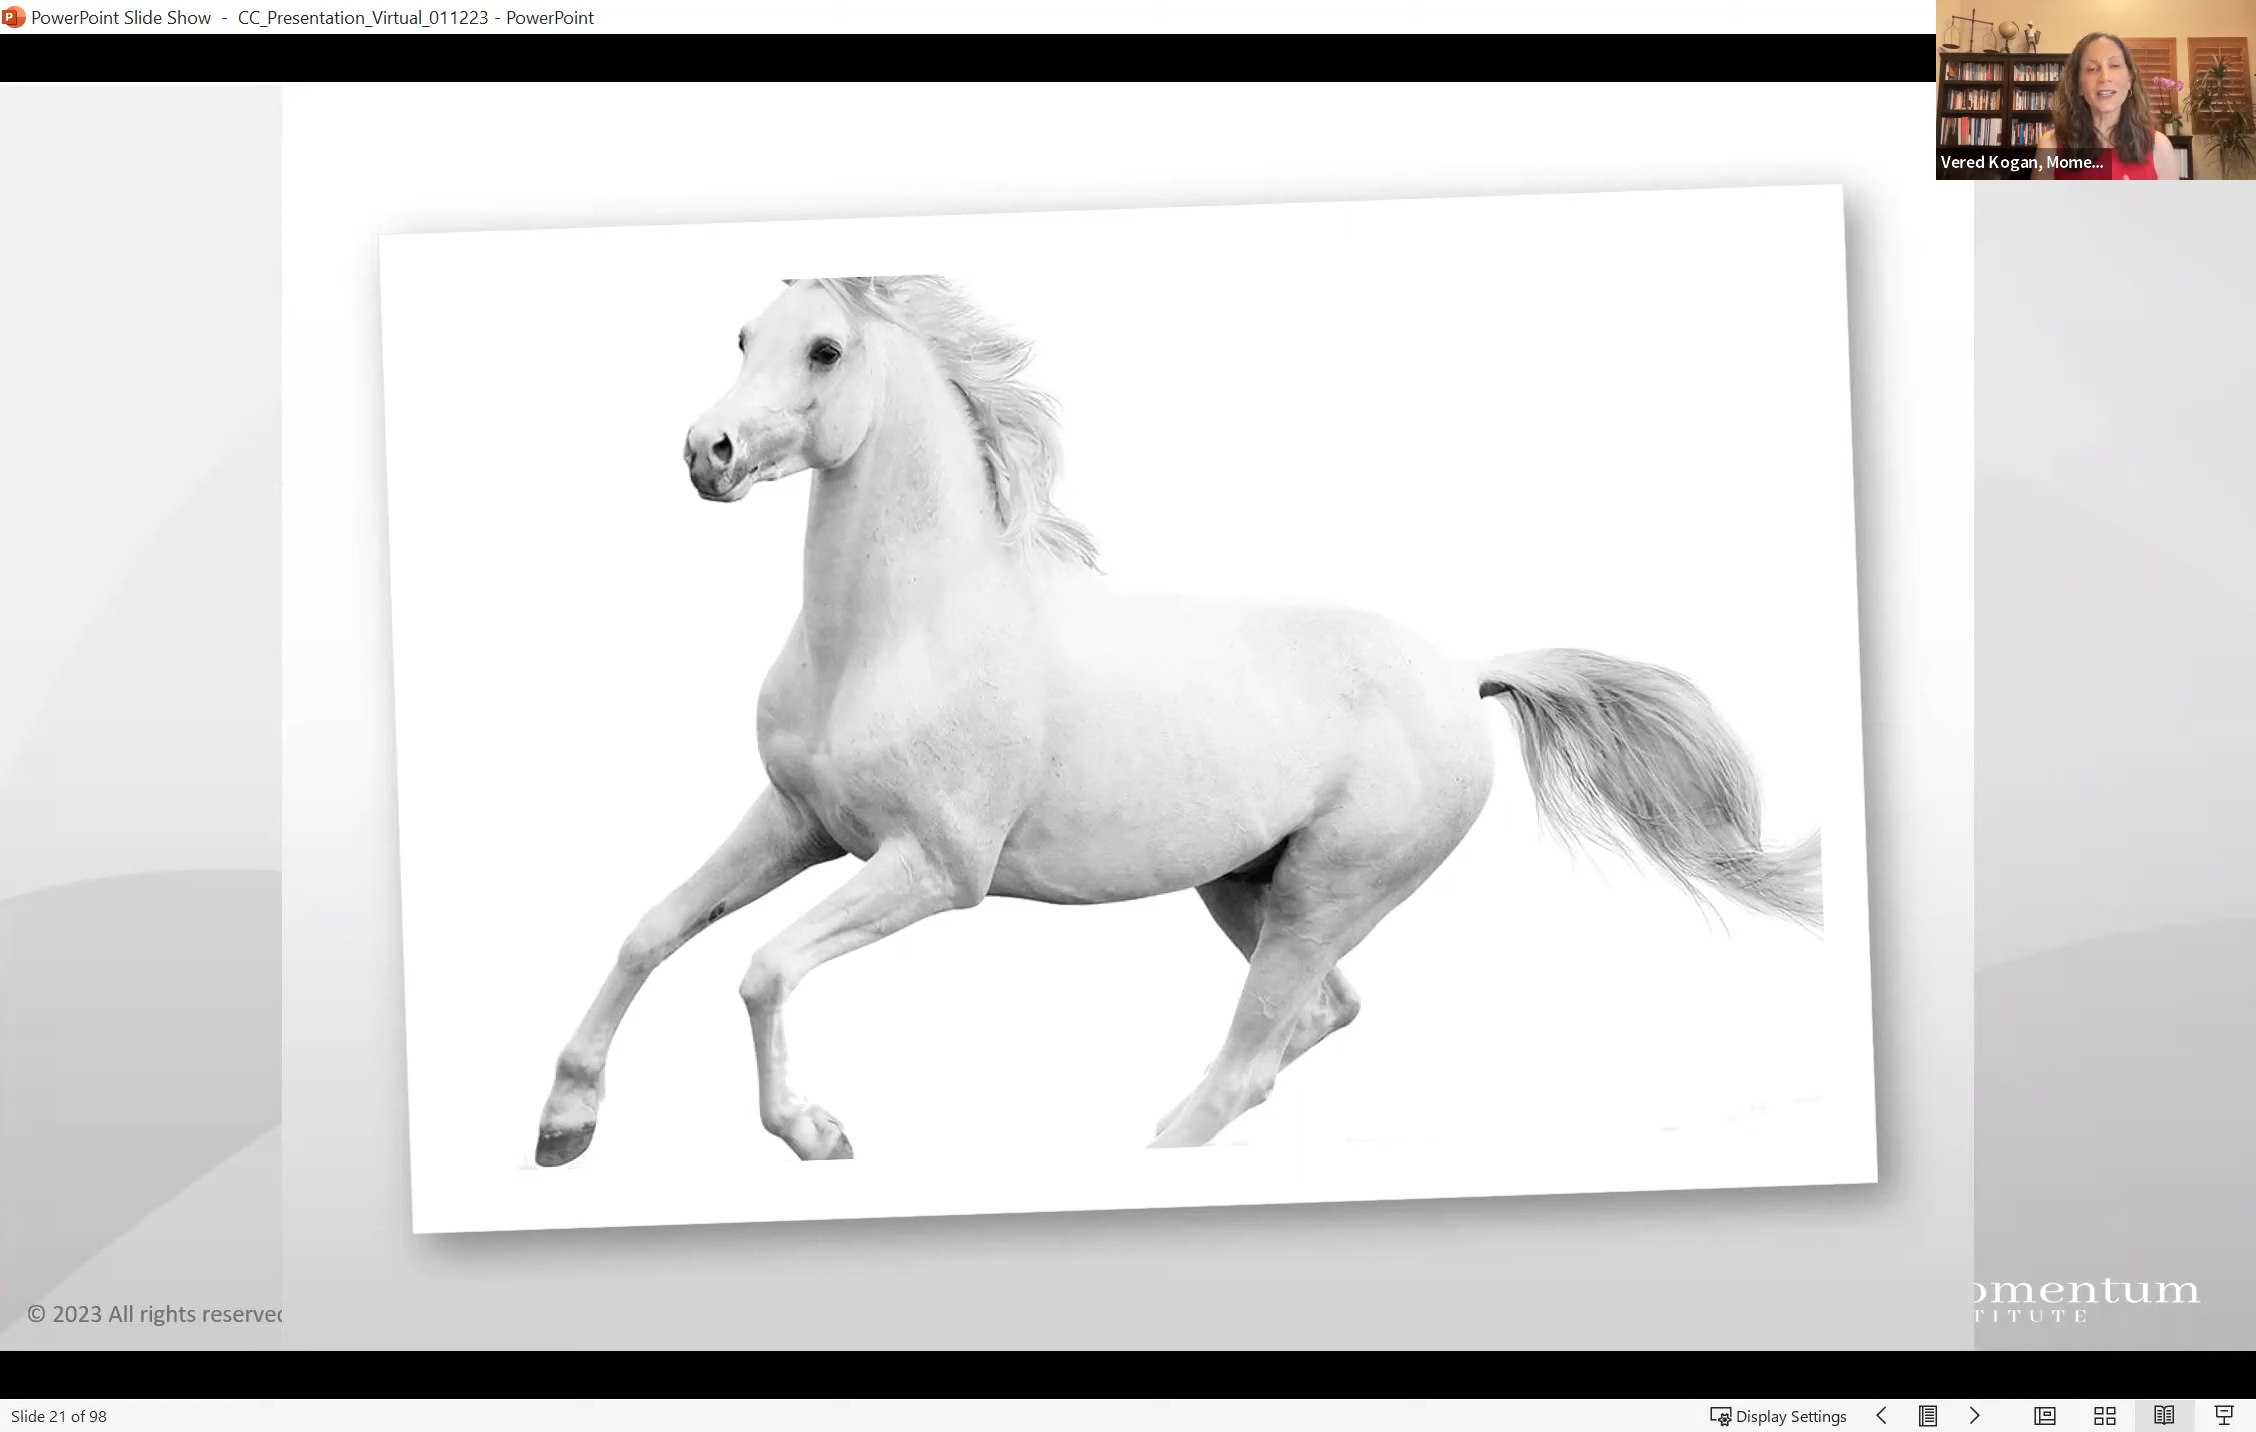 PowerPoint Slide Show - CC_Presentation_Virtual_011223 - PowerPoint
Vered Kogan, Mome...
© 2023 All rights reserved
omentum
TITUTE
Slide 21 of 98
Display Settings